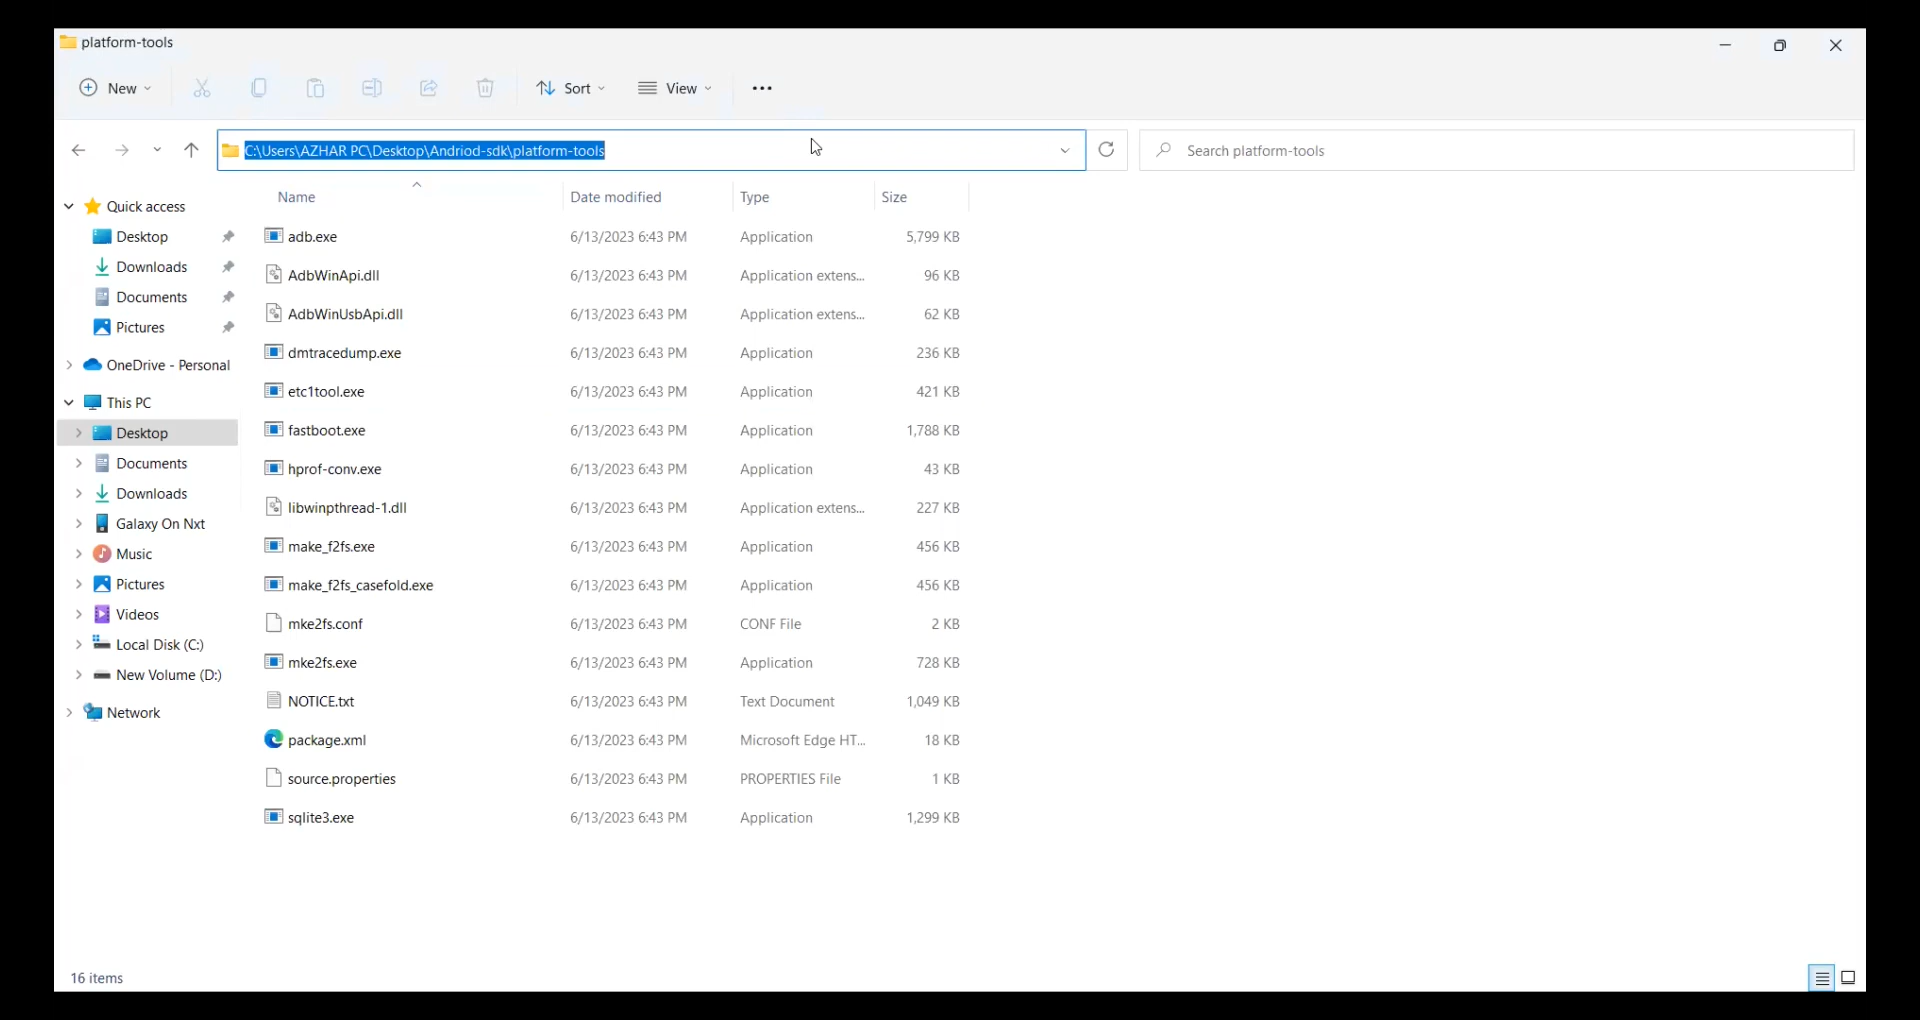 platform-tools
New
Sort
View
C:\Users\AZHAR PC\Desktop\Andriod-sdk\platform-tools
Search platform-tools
Quick access
Desktop
Downloads
Documents
Pictures
OneDrive - Personal
This PC
Desktop
Documents
Downloads
Galaxy On Nxt
Music
Pictures
Videos
Local Disk (C:)
New Volume (D:)
Network
Name Date modified Type Size
adb.exe 6/13/2023 6:43 PM Application 5,799 KB
AdbWinApi.dll 6/13/2023 6:43 PM Application extens... 96 KB
AdbWinUsbApi.dll 6/13/2023 6:43 PM Application extens... 62 KB
dmtracedump.exe 6/13/2023 6:43 PM Application 236 KB
etc1tool.exe 6/13/2023 6:43 PM Application 421 KB
fastboot.exe 6/13/2023 6:43 PM Application 1,788 KB
hprof-conv.exe 6/13/2023 6:43 PM Application 43 KB
libwinpthread-1.dll 6/13/2023 6:43 PM Application extens... 227 KB
make_f2fs.exe 6/13/2023 6:43 PM Application 456 KB
make_f2fs_casefold.exe 6/13/2023 6:43 PM Application 456 KB
mke2fs.conf 6/13/2023 6:43 PM CONF File 2 KB
mke2fs.exe 6/13/2023 6:43 PM Application 728 KB
NOTICE.txt 6/13/2023 6:43 PM Text Document 1,049 KB
package.xml 6/13/2023 6:43 PM Microsoft Edge HT... 18 KB
source.properties 6/13/2023 6:43 PM PROPERTIES File 1 KB
sqlite3.exe 6/13/2023 6:43 PM Application 1,299 KB
16 items